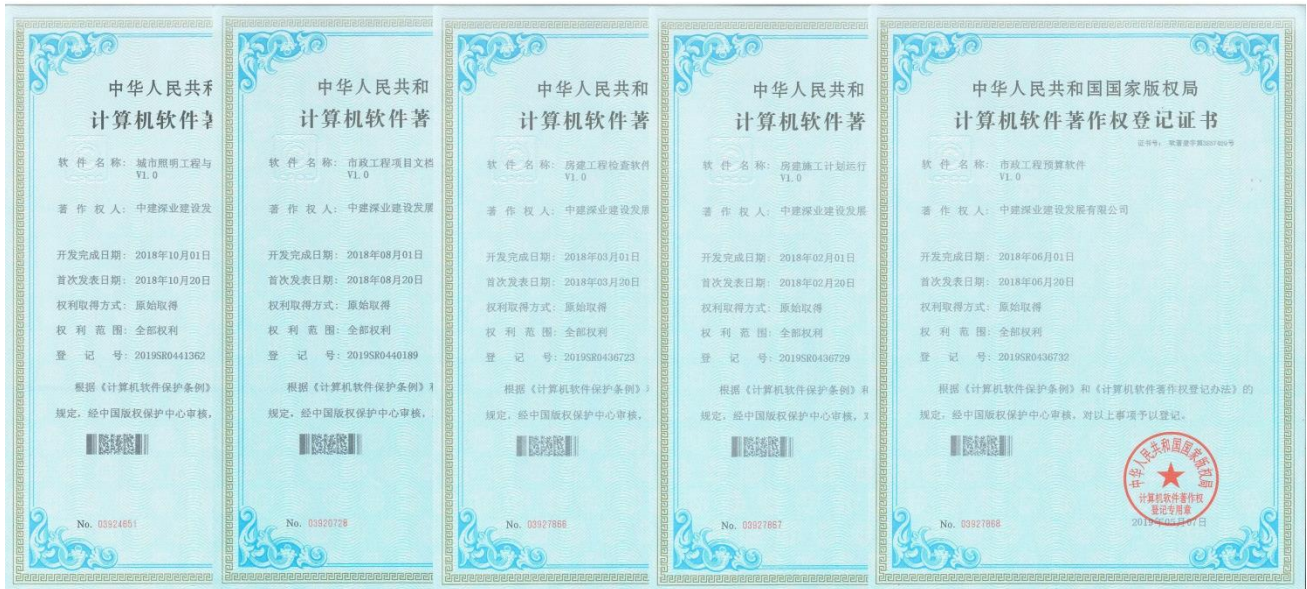 中华人民共和
计算机软件著
软件名称：城市照明工程与
V1.0
著作权人：中建深业建设发
开发完成日期：2018年10月01日
首次发表日期：2018年10月20日
权利取得方式：原始取得
权利范围：全部权利
登记号：2019SR0441362
根据《计算机软件保护条例》
规定，经中国版权保护中心审核，
No. 03924651
中华人民共和
计算机软件著
软件名称：市政工程项目文档
V1.0
著作权人：中建深业建设发展
开发完成日期：2018年08月01日
首次发表日期：2018年08月20日
权利取得方式：原始取得
权利范围：全部权利
登记号：2019SR0440189
根据《计算机软件保护条例》和
规定，经中国版权保护中心审核，
No. 03920728
中华人民共和
计算机软件著
软件名称：房建工程检查软件
V1.0
著作权人：中建深业建设发展
开发完成日期：2018年03月01日
首次发表日期：2018年03月20日
权利取得方式：原始取得
权利范围：全部权利
登记号：2019SR0436723
根据《计算机软件保护条例》
规定，经中国版权保护中心审核，
No. 03927866
中华人民共和
计算机软件著
软件名称：房建施工计划运行
V1.0
著作权人：中建深业建设发展
开发完成日期：2018年02月01日
首次发表日期：2018年02月20日
权利取得方式：原始取得
权利范围：全部权利
登记号：2019SR0436729
根据《计算机软件保护条例》和
规定，经中国版权保护中心审核，对
No. 03927867
中华人民共和国国家版权局
计算机软件著作权登记证书
证书号：
软件名称：市政工程预算软件
V1.0
著作权人：中建深业建设发展有限公司
开发完成日期：2018年06月01日
首次发表日期：2018年06月20日
权利取得方式：原始取得
权利范围：全部权利
登记号：2019SR0436732
根据《计算机软件保护条例》和《计算机软件著作权登记办法》的
规定，经中国版权保护中心审核，对以上事项予以登记。
中华人民共和国国家版权局
计算机软件著作权
登记专用章
2019年05月07日
No. 03927868